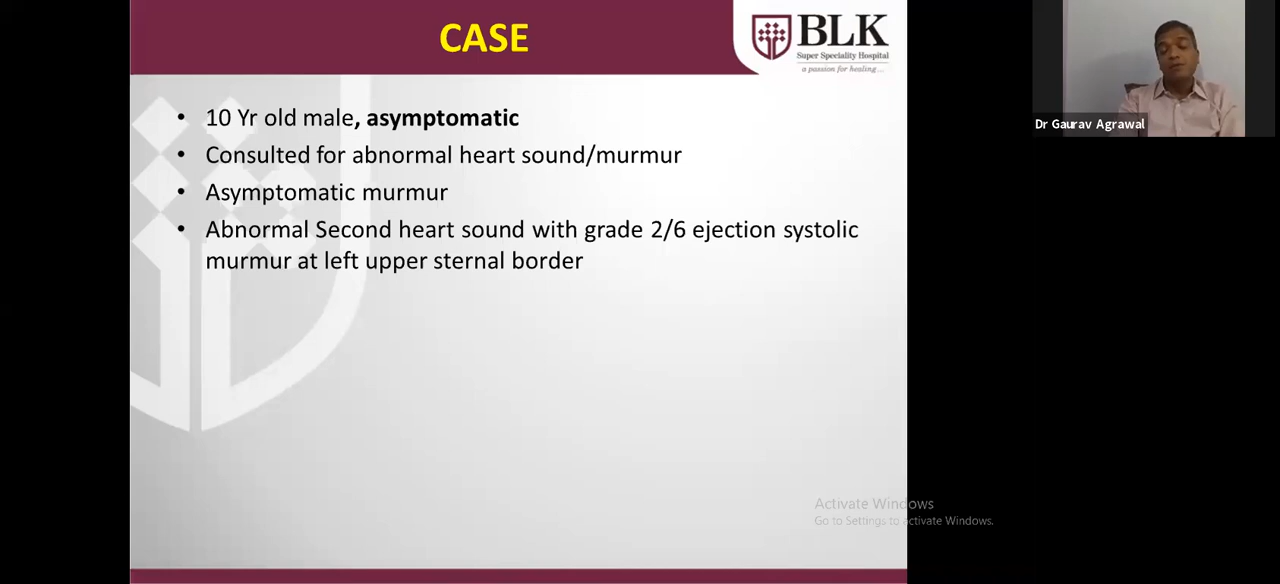 CASE
BLK
Super Speciality Hospital
a passion for healing...
Dr Gaurav Agrawal
• 10 Yr old male, asymptomatic
• Consulted for abnormal heart sound/murmur
• Asymptomatic murmur
• Abnormal Second heart sound with grade 2/6 ejection systolic
murmur at left upper sternal border
Activate Windows
Go to Settings to activate Windows.